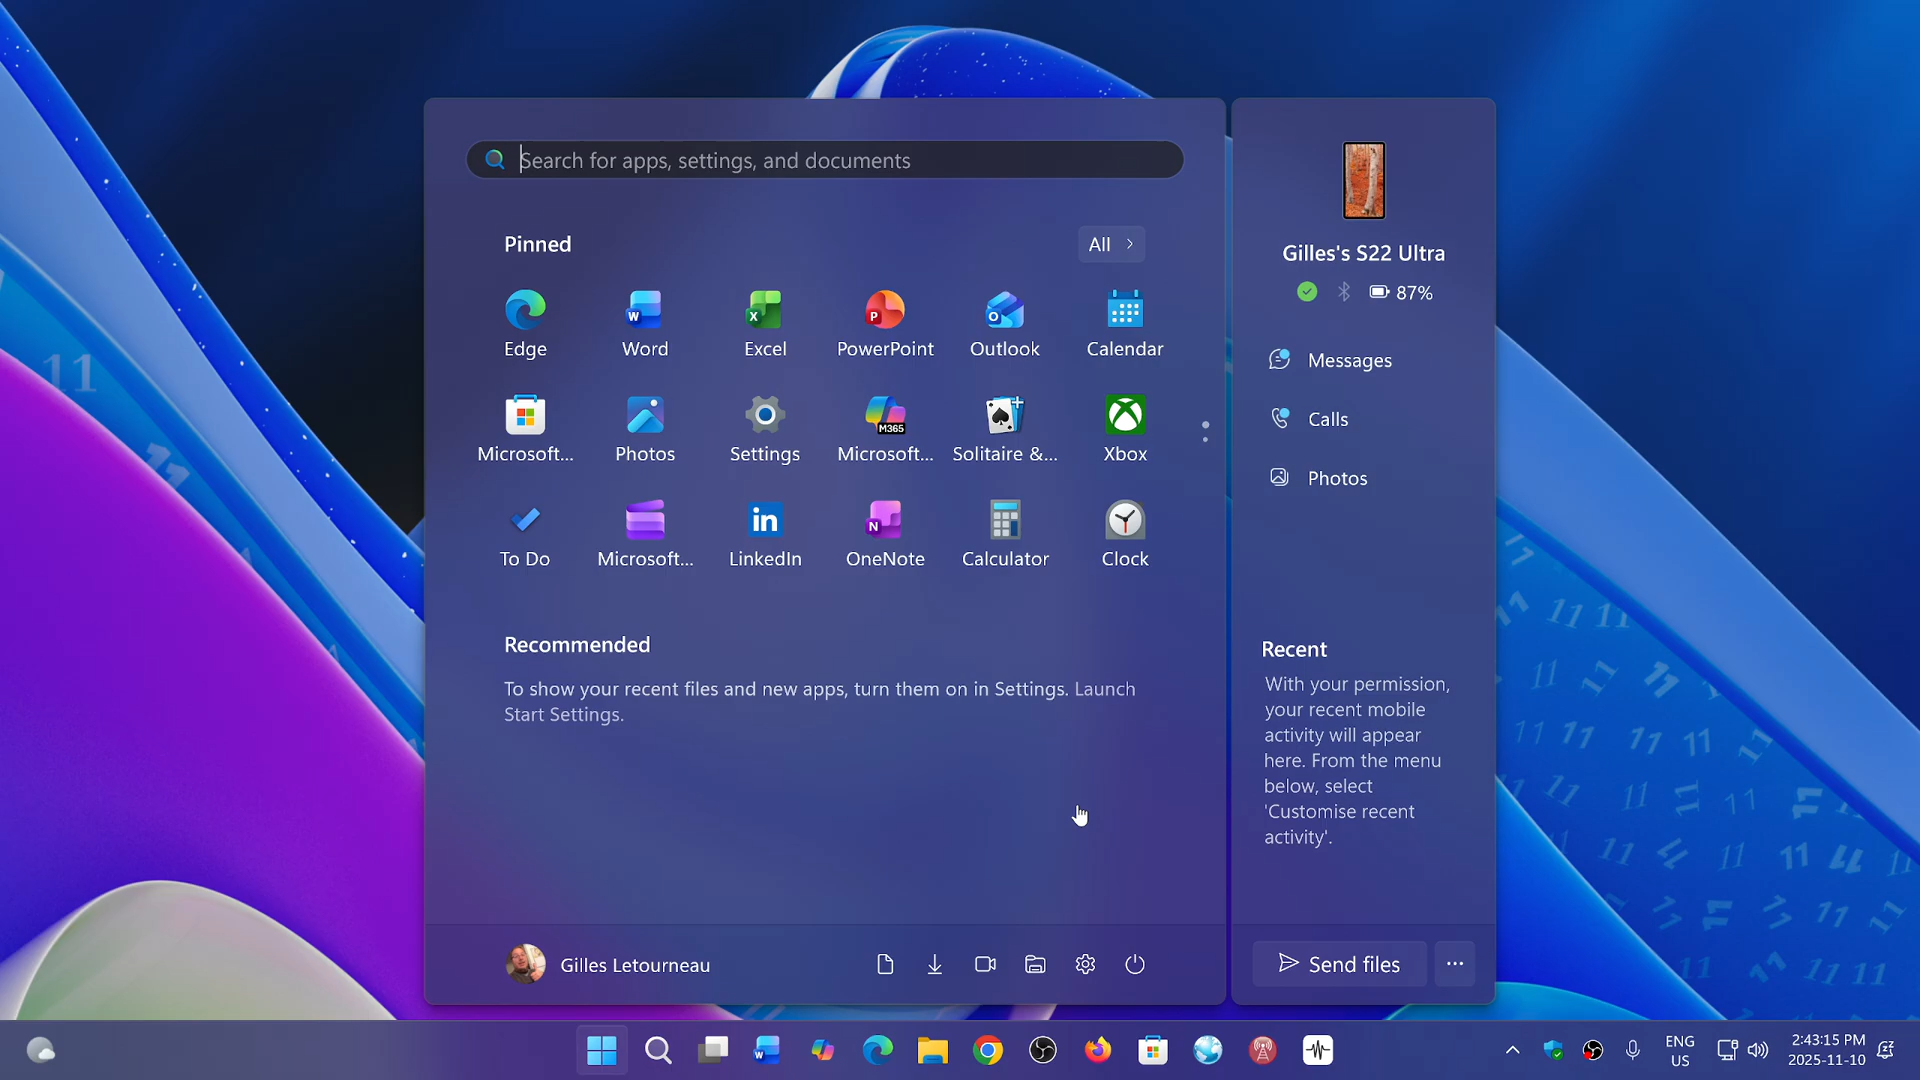 Search for apps, settings, and documents
Pinned
All
Edge
Word
Excel
PowerPoint
Outlook
Calendar
Microsoft...
Photos
Settings
M365
Microsoft...
Solitaire &...
Xbox
To Do
Microsoft...
LinkedIn
OneNote
Calculator
Clock
Recommended
To show your recent files and new apps, turn them on in Settings. Launch
Start Settings.
Gilles Letourneau
Gilles's S22 Ultra
87%
Messages
Calls
Photos
Recent
With your permission,
your recent mobile
activity will appear
here. From the menu
below, select
'Customise recent
activity'.
Send files
ENG
US
2:43:15 PM
2025-11-10